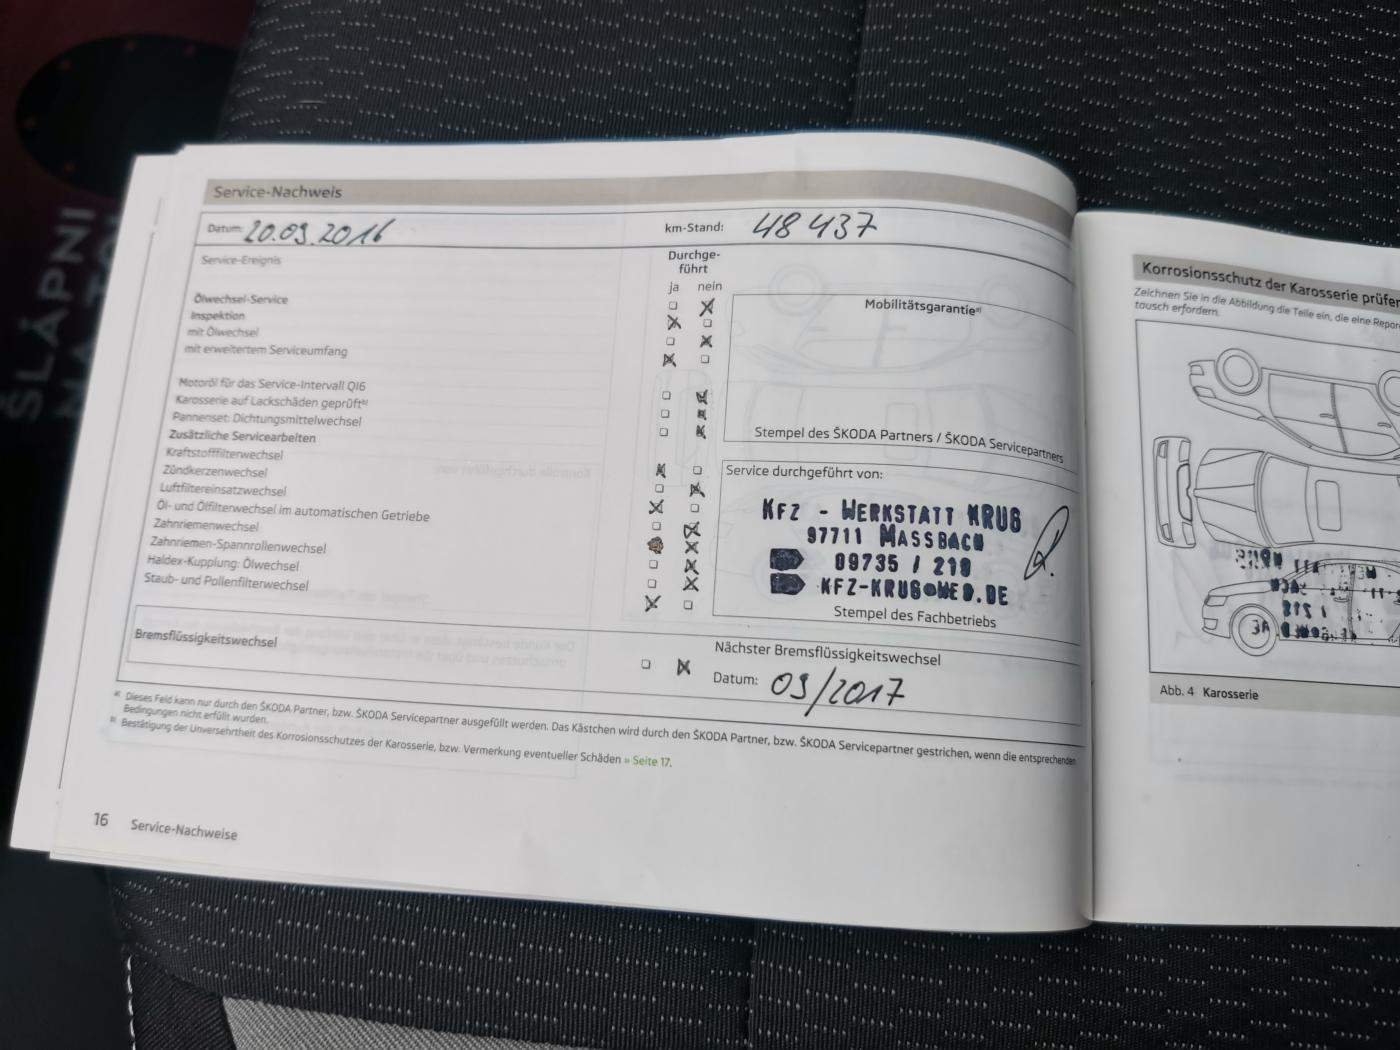 Service-Nachweis
Datum: 20.09.2016
km-Stand: 48 437
Service-Ereignis
Durchge-
führt
ja nein
Ölwechsel-Service
Inspektion
mit Ölwechsel
mit erweitertem Serviceumfang
Motoröl für das Service-Intervall QI6
Karosserie auf Lackschäden geprüft b)
Pannenset: Dichtungsmittelwechsel
Zusätzliche Servicearbeiten
Kraftstofffilterwechsel
Zündkerzenwechsel
Luftfiltereinsatzwechsel
Öl- und Ölfilterwechsel im automatischen Getriebe
Zahnriemenwechsel
Zahnriemen-Spannrollenwechsel
Haldex-Kupplung: Ölwechsel
Staub- und Pollenfilterwechsel
Mobilitätsgarantie a)
Stempel des ŠKODA Partners / ŠKODA Servicepartners
Service durchgeführt von:
KFZ - WERKSTATT KRUG
97711 MASSBACH
09735 / 218
KFZ-KRUG@WEB.DE
Stempel des Fachbetriebs
Bremsflüssigkeitswechsel
Nächster Bremsflüssigkeitswechsel
Datum: 09/2017
a) Dieses Feld kann nur durch den ŠKODA Partner, bzw. ŠKODA Servicepartner ausgefüllt werden. Das Kästchen wird durch den ŠKODA Partner, bzw. ŠKODA Servicepartner gestrichen, wenn die entsprechenden
Bedingungen nicht erfüllt wurden.
b) Bestätigung der Unversehrtheit des Korrosionsschutzes der Karosserie, bzw. Vermerkung eventueller Schäden » Seite 17.
16 Service-Nachweise
Korrosionsschutz der Karosserie prüfen
Zeichnen Sie in die Abbildung die Teile ein, die eine Repar
tausch erfordern.
Abb. 4 Karosserie
ŠLÁPNI